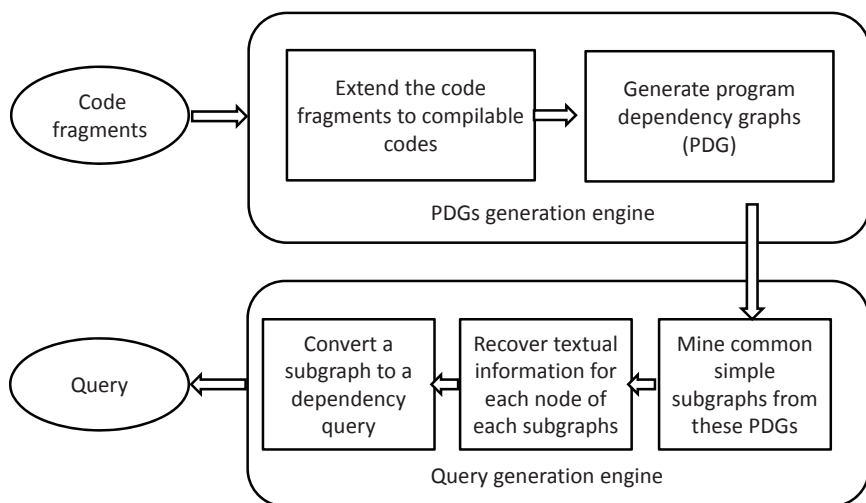 Code
fragments
Extend the code
fragments to compilable
codes
Generate program
dependency graphs
(PDG)
PDGs generation engine
Query
Convert a
subgraph to a
dependency
query
Recover textual
information for
each node of
each subgraphs
Mine common
simple
subgraphs from
these PDGs
Query generation engine